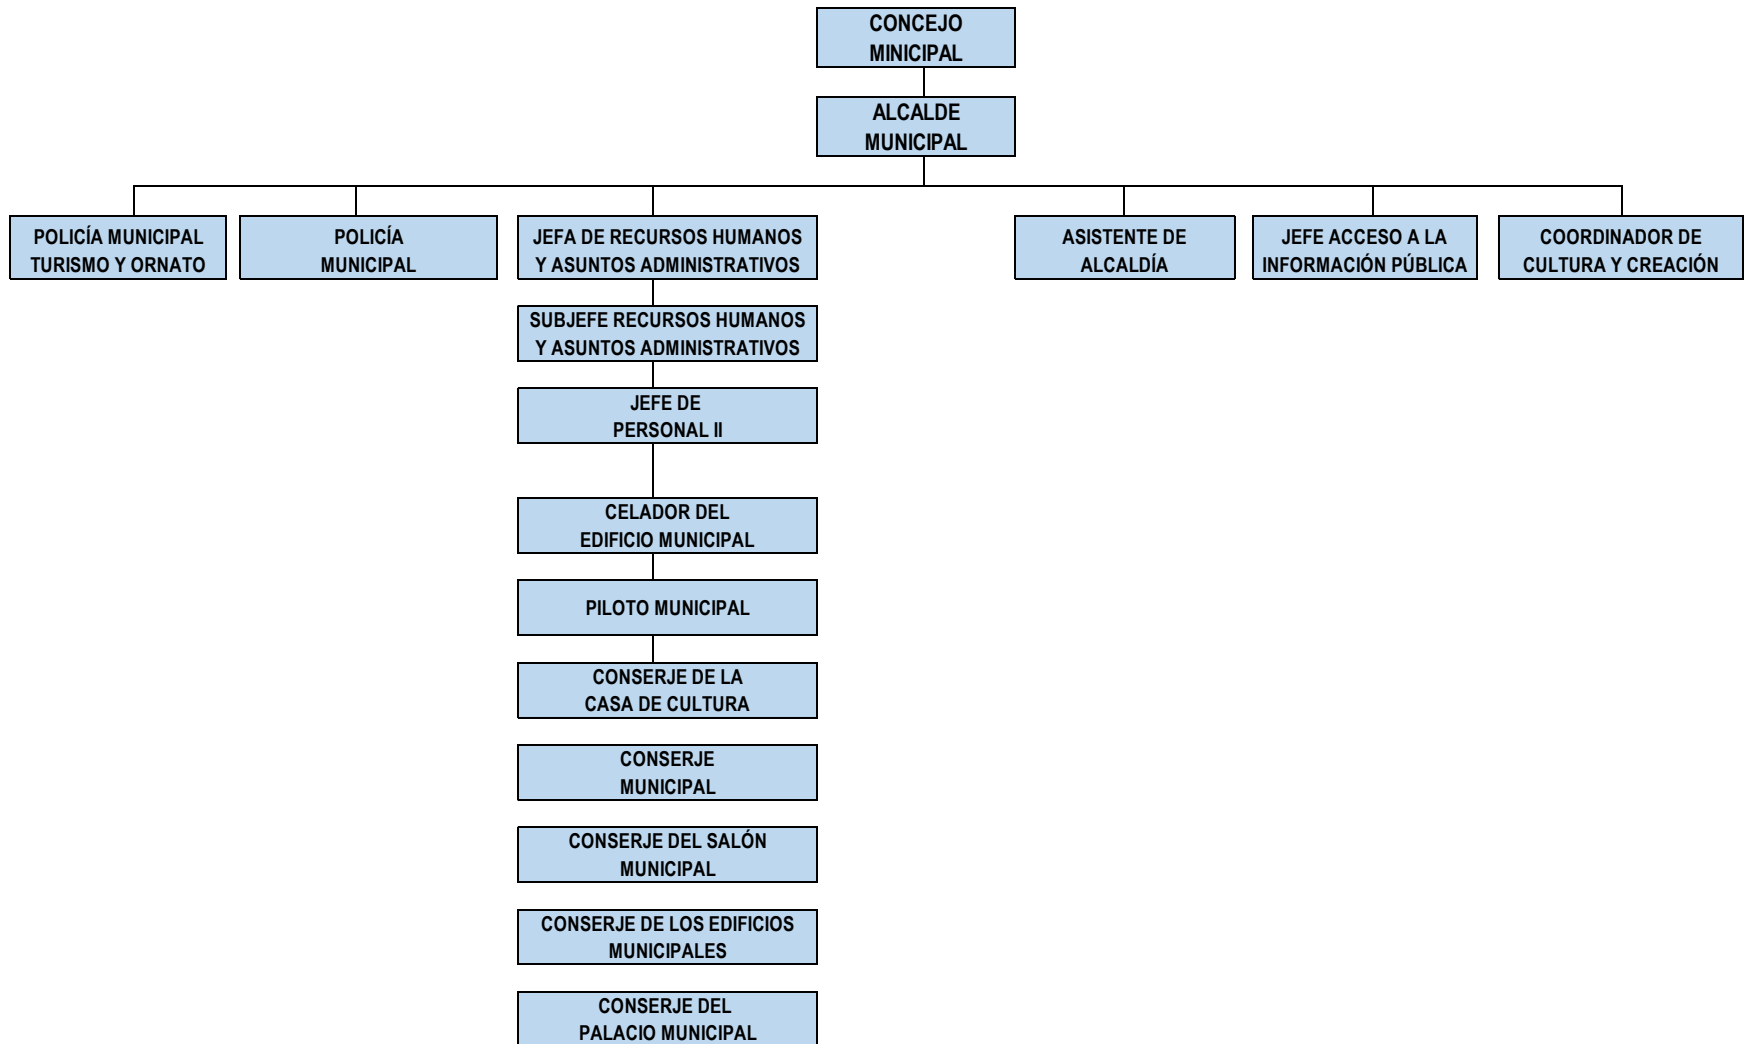 CONCEJO
MINICIPAL
ALCALDE
MUNICIPAL
POLICÍA MUNICIPAL
TURISMO Y ORNATO
POLICÍA
MUNICIPAL
JEFA DE RECURSOS HUMANOS
Y ASUNTOS ADMINISTRATIVOS
ASISTENTE DE
ALCALDÍA
JEFE ACCESO A LA
INFORMACIÓN PÚBLICA
COORDINADOR DE
CULTURA Y CREACIÓN
SUBJEFE RECURSOS HUMANOS
Y ASUNTOS ADMINISTRATIVOS
JEFE DE
PERSONAL II
CELADOR DEL
EDIFICIO MUNICIPAL
PILOTO MUNICIPAL
CONSERJE DE LA
CASA DE CULTURA
CONSERJE
MUNICIPAL
CONSERJE DEL SALÓN
MUNICIPAL
CONSERJE DE LOS EDIFICIOS
MUNICIPALES
CONSERJE DEL
PALACIO MUNICIPAL